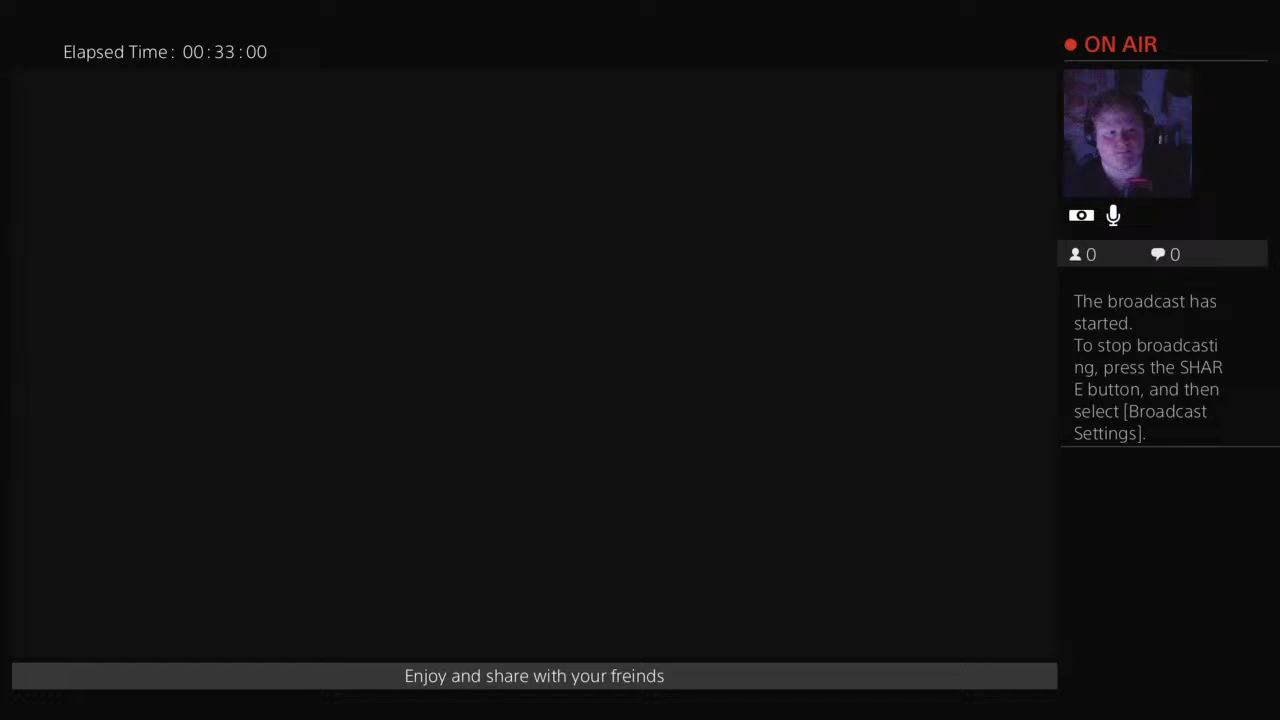 Elapsed Time: 00:33:00
ON AIR
0 0
The broadcast has
started.
To stop broadcasti
ng, press the SHAR
E button, and then
select [Broadcast
Settings].
Enjoy and share with your freinds